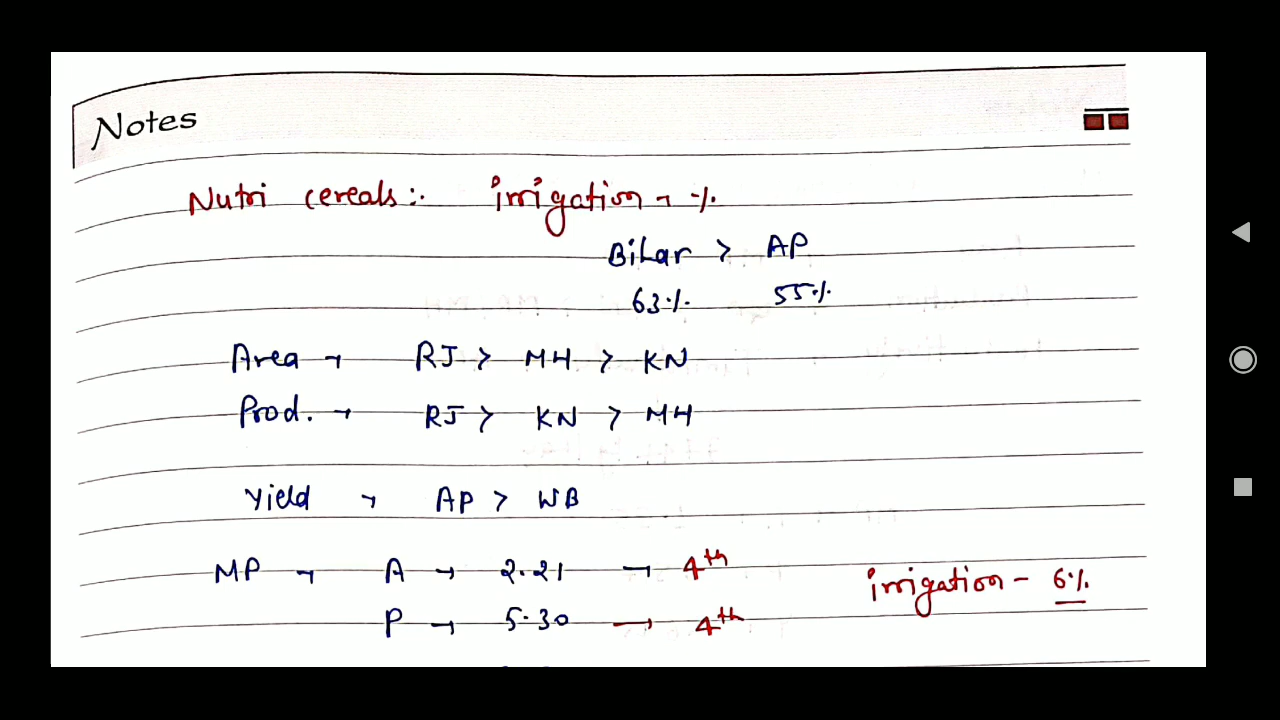 Notes
Nutri cereals :- irrigation → %
Bihar > AP
63% 55%
Area → RJ > MH > KN
Prod. → RJ > KN > MH
Yield → AP > WB
MP → A → 2.21 → 4th
irrigation - 6%
P → 5.30 → 4th